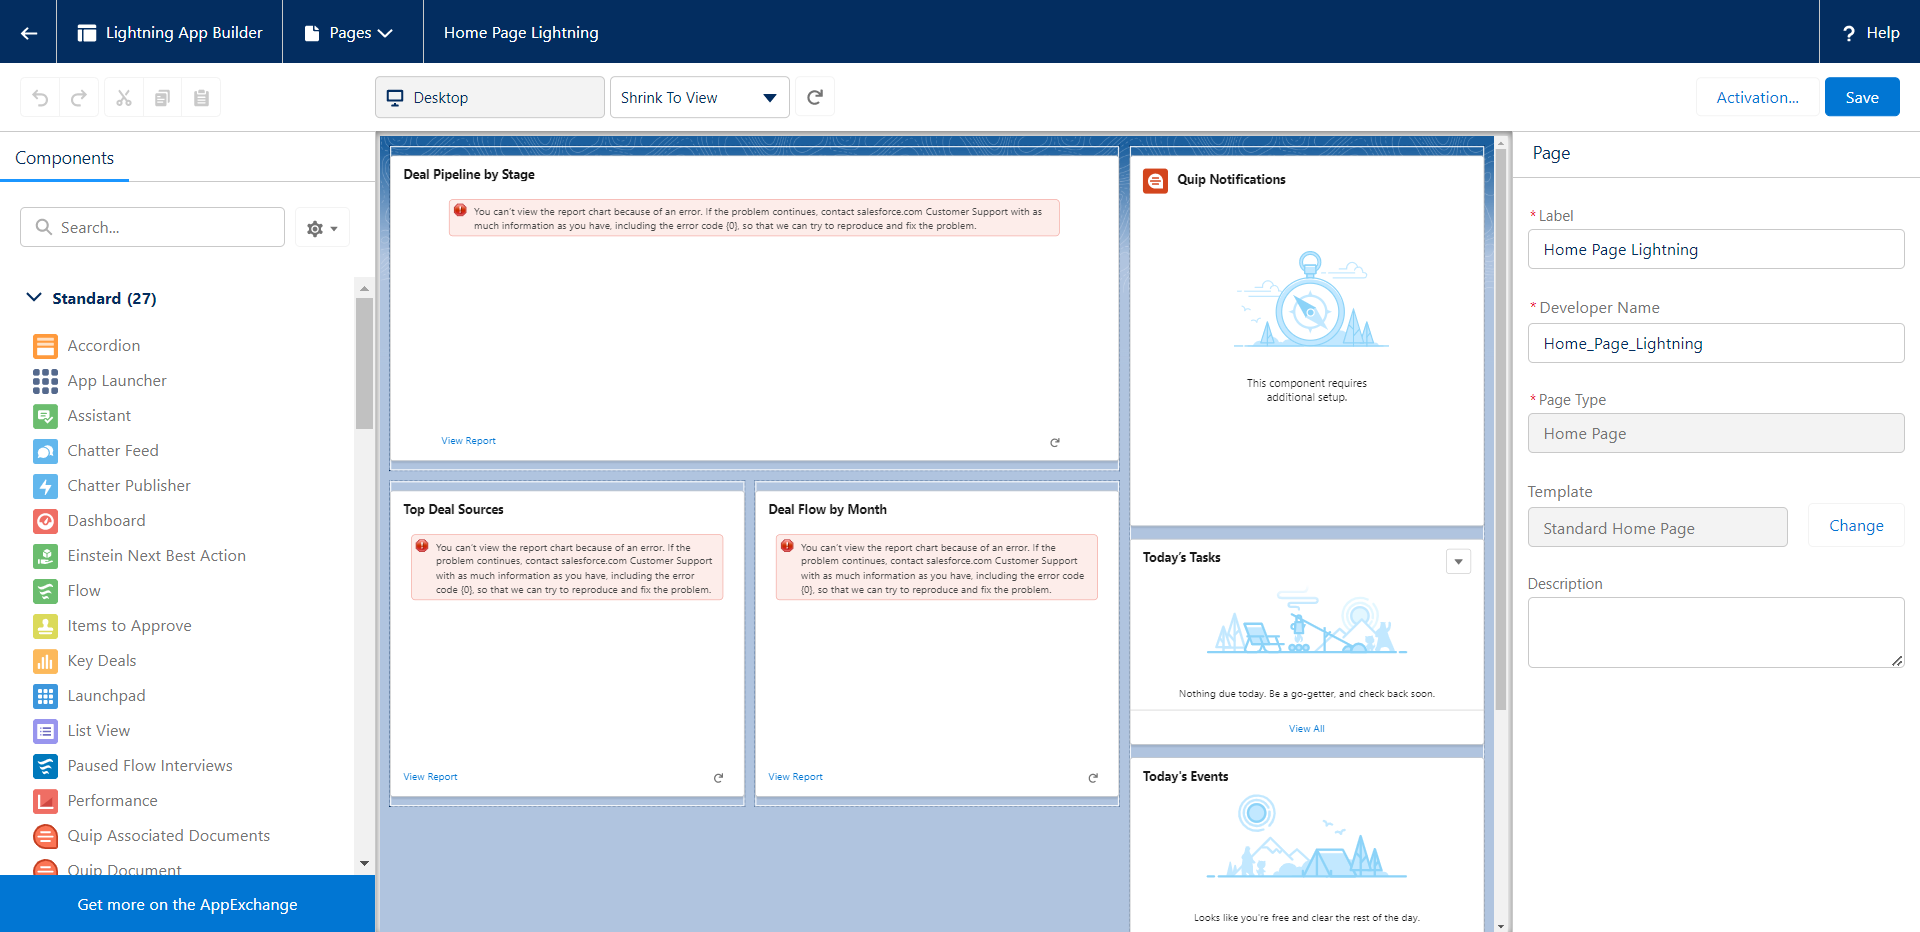 Lightning App Builder
Pages
Home Page Lightning
? Help
Desktop
Shrink To View
Activation...
Save
Components
Search...
Standard (27)
Accordion
App Launcher
Assistant
Chatter Feed
Chatter Publisher
Dashboard
Einstein Next Best Action
Flow
Items to Approve
Key Deals
Launchpad
List View
Paused Flow Interviews
Performance
Quip Associated Documents
Quip Document
Get more on the AppExchange
Deal Pipeline by Stage
You can't view the report chart because of an error. If the problem continues, contact salesforce.com Customer Support with as
much information as you have, including the error code {0}, so that we can try to reproduce and fix the problem.
View Report
Top Deal Sources
You can't view the report chart because of an error. If the
problem continues, contact salesforce.com Customer Support
with as much information as you have, including the error
code {0}, so that we can try to reproduce and fix the problem.
View Report
Deal Flow by Month
You can't view the report chart because of an error. If the
problem continues, contact salesforce.com Customer Support
with as much information as you have, including the error code
{0}, so that we can try to reproduce and fix the problem.
View Report
Quip Notifications
This component requires
additional setup.
Today's Tasks
Nothing due today. Be a go-getter, and check back soon.
View All
Today's Events
Looks like you're free and clear the rest of the day.
Page
*Label
Home Page Lightning
*Developer Name
Home_Page_Lightning
*Page Type
Home Page
Template
Standard Home Page
Change
Description